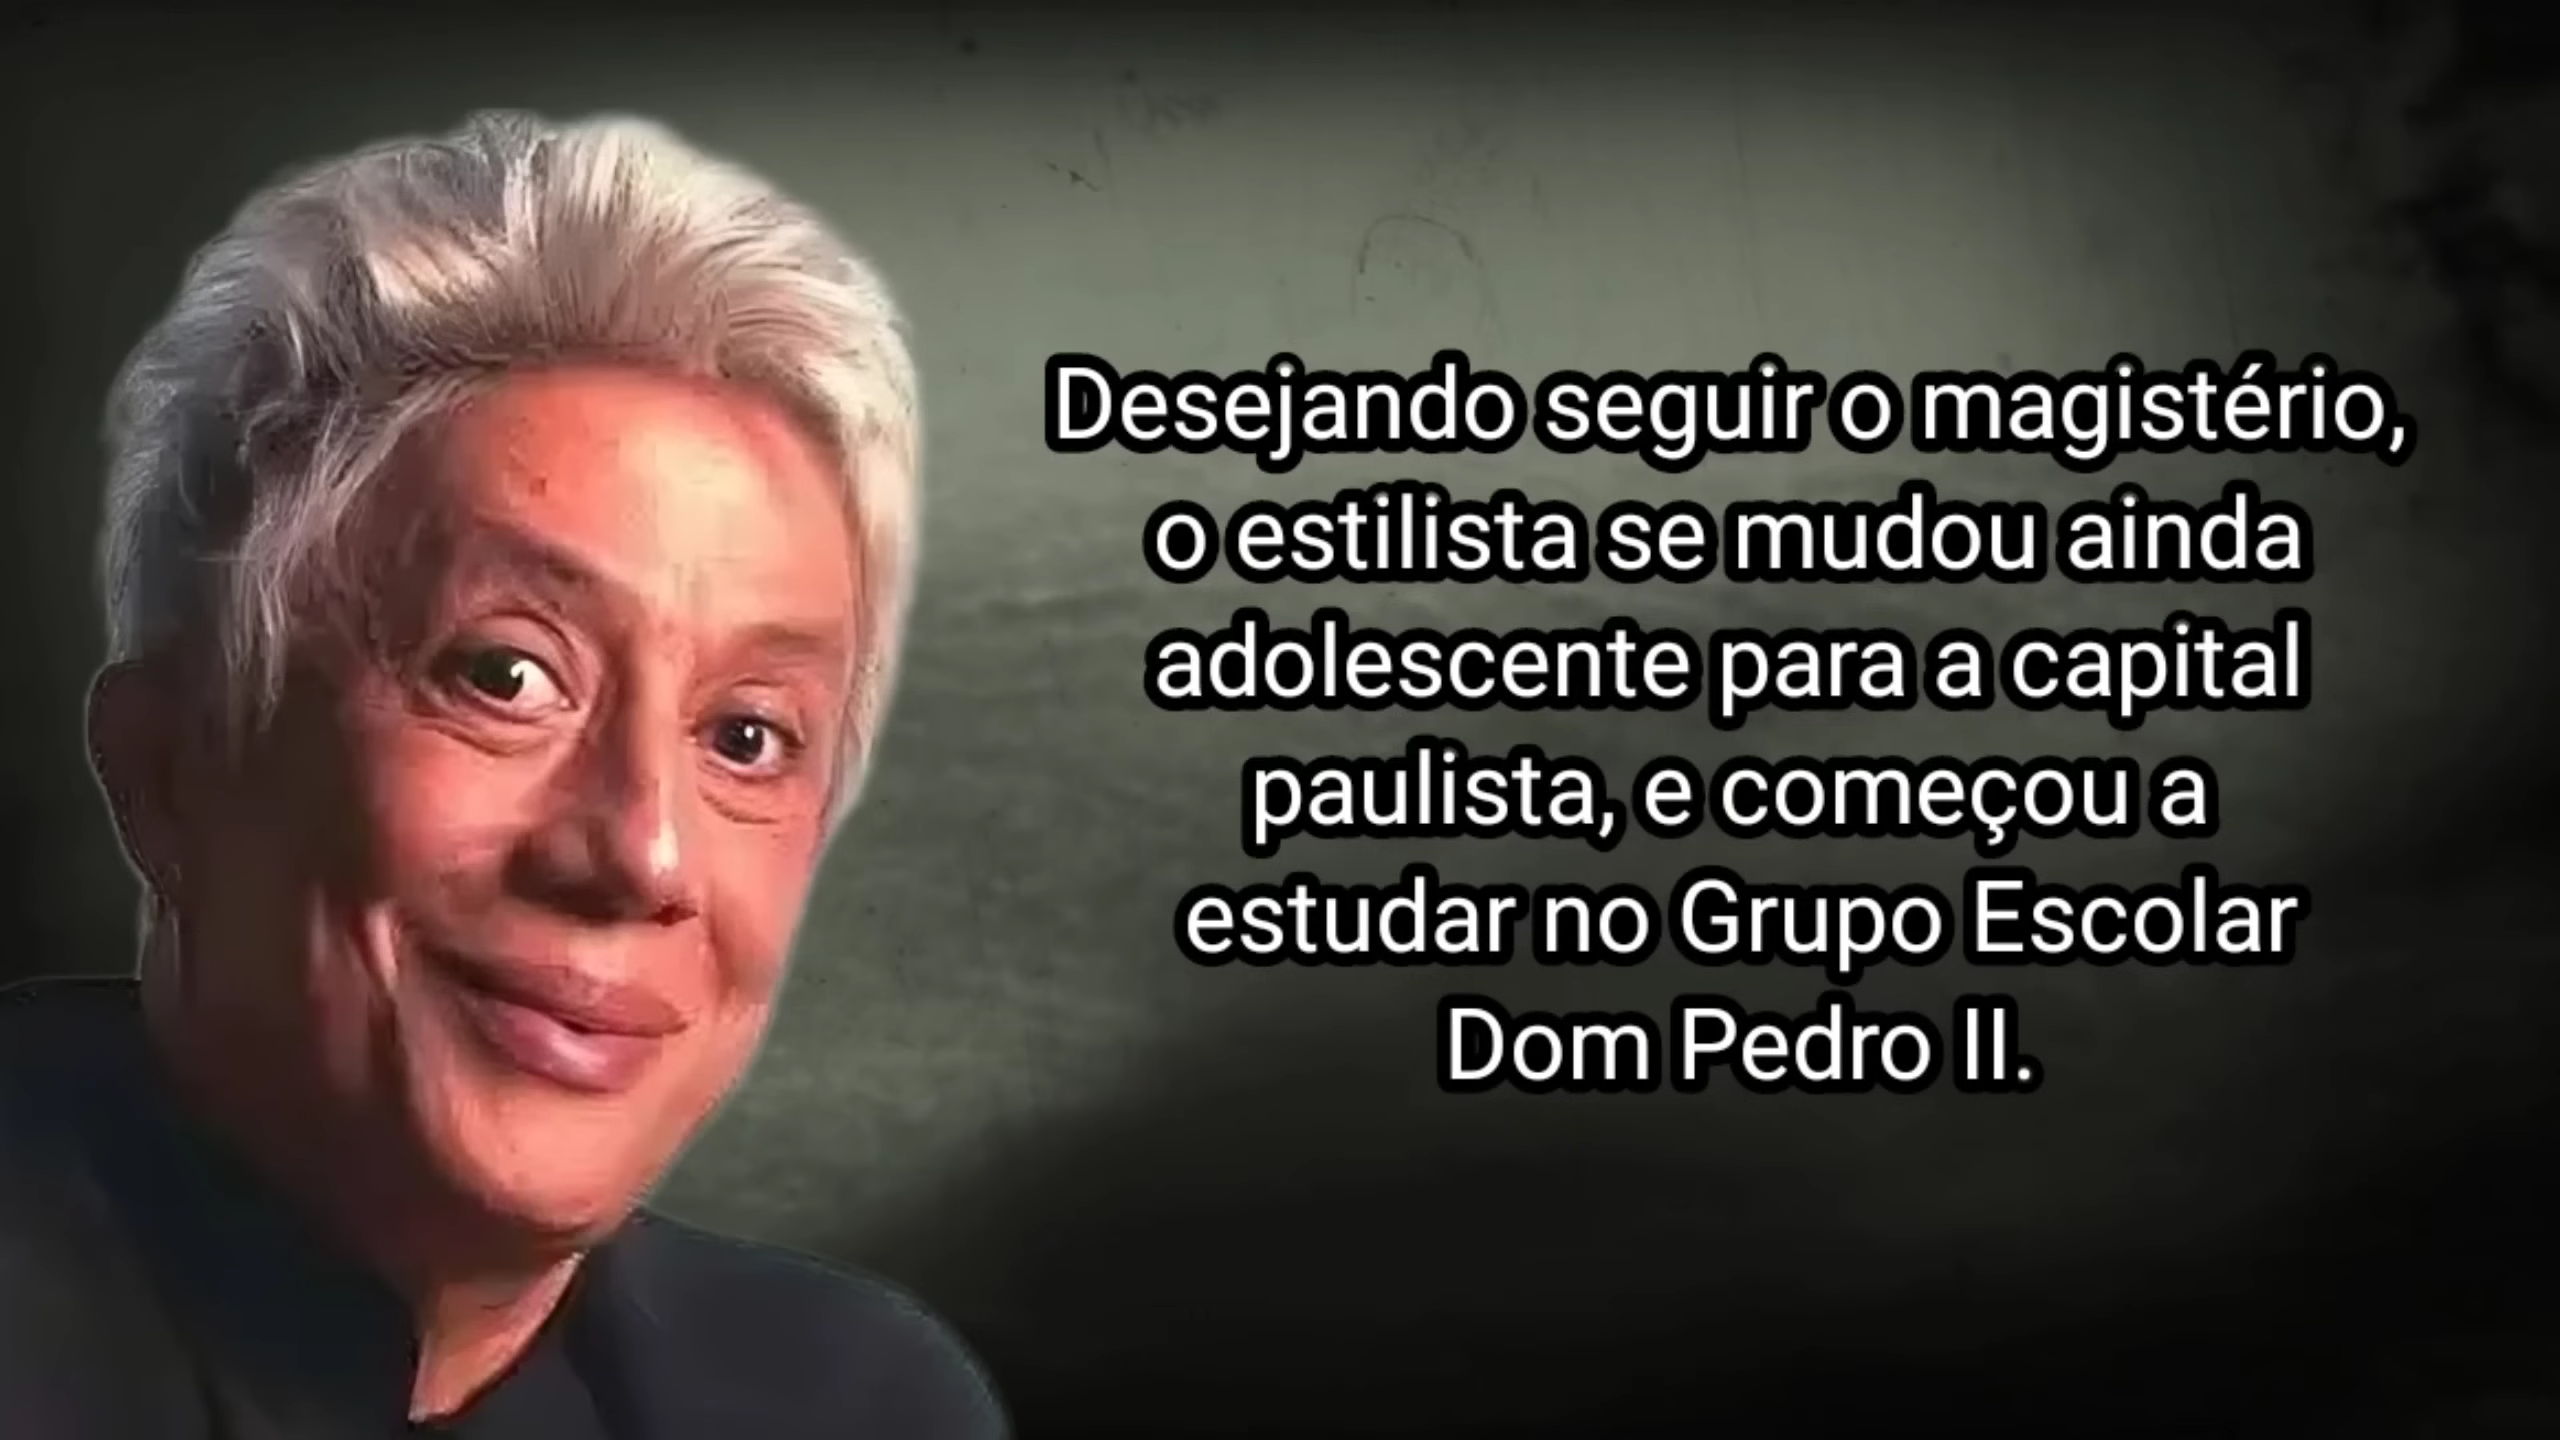 Desejando seguir o magistério,
o estilista se mudou ainda
adolescente para a capital
paulista, e começou a
estudar no Grupo Escolar
Dom Pedro II.